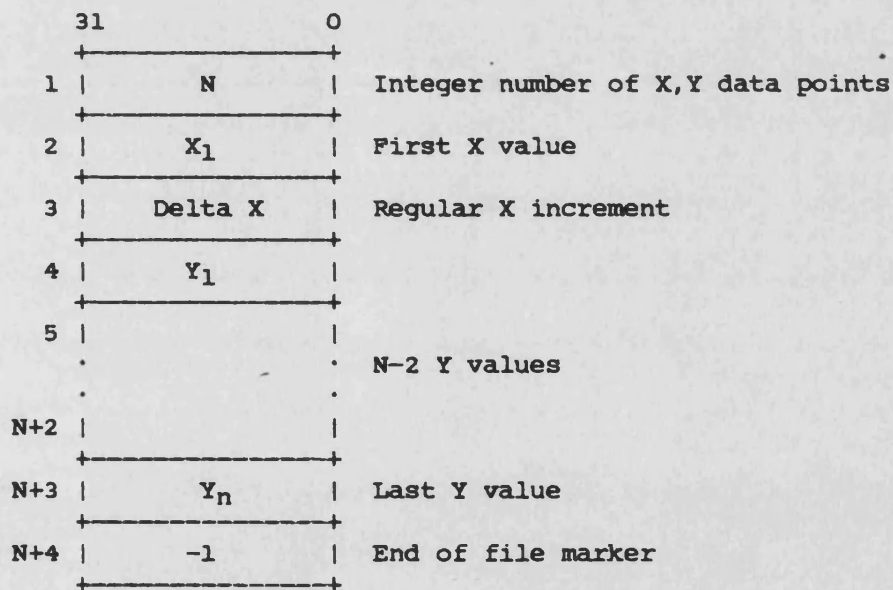 31 0
1 | N | Integer number of X,Y data points
2 | X1 | First X value
3 | Delta X | Regular X increment
4 | Y1 |
5 | |
. . N-2 Y values
. .
N+2 | |
N+3 | Yn | Last Y value
N+4 | -1 | End of file marker